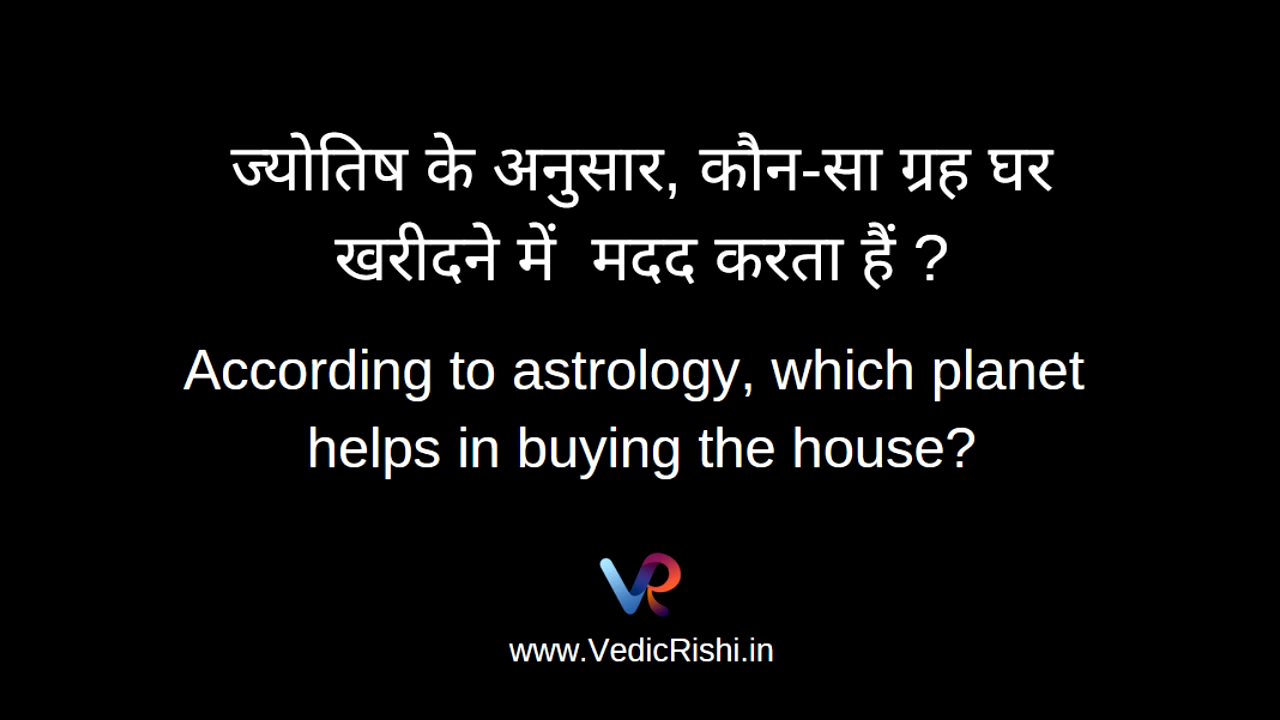 ज्योतिष के अनुसार, कौन-सा ग्रह घर
खरीदने में  मदद करता हैं ?
According to astrology, which planet
helps in buying the house?
VR
www.VedicRishi.in